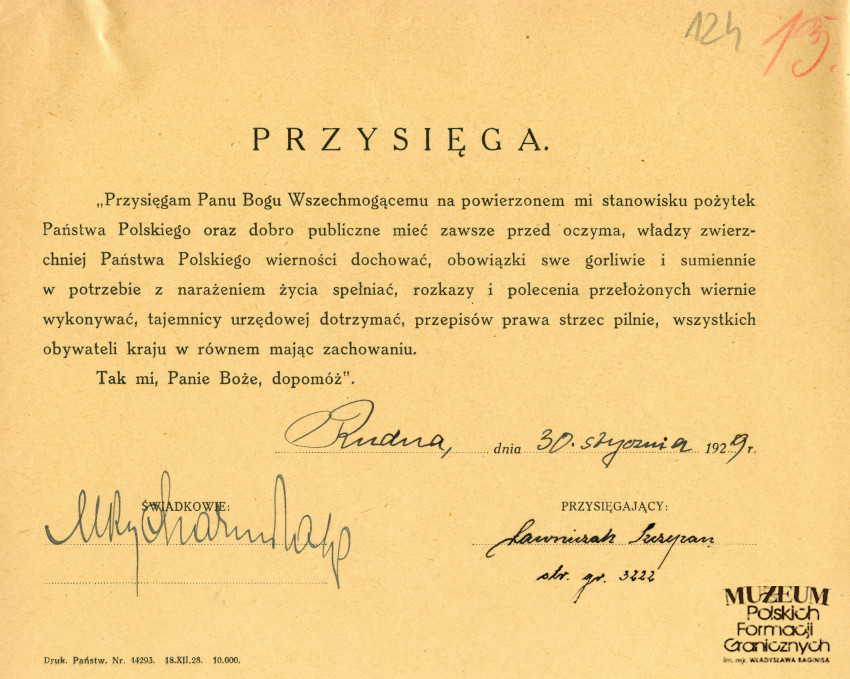 124 15.
PRZYSIĘGA.
„Przysięgam Panu Bogu Wszechmogącemu na powierzonem mi stanowisku pożytek
Państwa Polskiego oraz dobro publiczne mieć zawsze przed oczyma, władzy zwierz-
chniej Państwa Polskiego wierności dochować, obowiązki swe gorliwie i sumiennie
w potrzebie z narażeniem życia spełniać, rozkazy i polecenia przełożonych wiernie
wykonywać, tajemnicy urzędowej dotrzymać, przepisów prawa strzec pilnie, wszystkich
obywateli kraju w równem mając zachowaniu.
Tak mi, Panie Boże, dopomóż”.
Rudna, dnia 30. stycznia 1929 r.
ŚWIADKOWIE:
PRZYSIĘGAJĄCY:
Ławniczak Szczepan
str. gr. 3222
MUZEUM
Polskich
Formacji
Granicznych
im. mjr. WŁADYSŁAWA RAGINISA
Druk. Państw. Nr. 44293. 18.XII.28. 10.000.